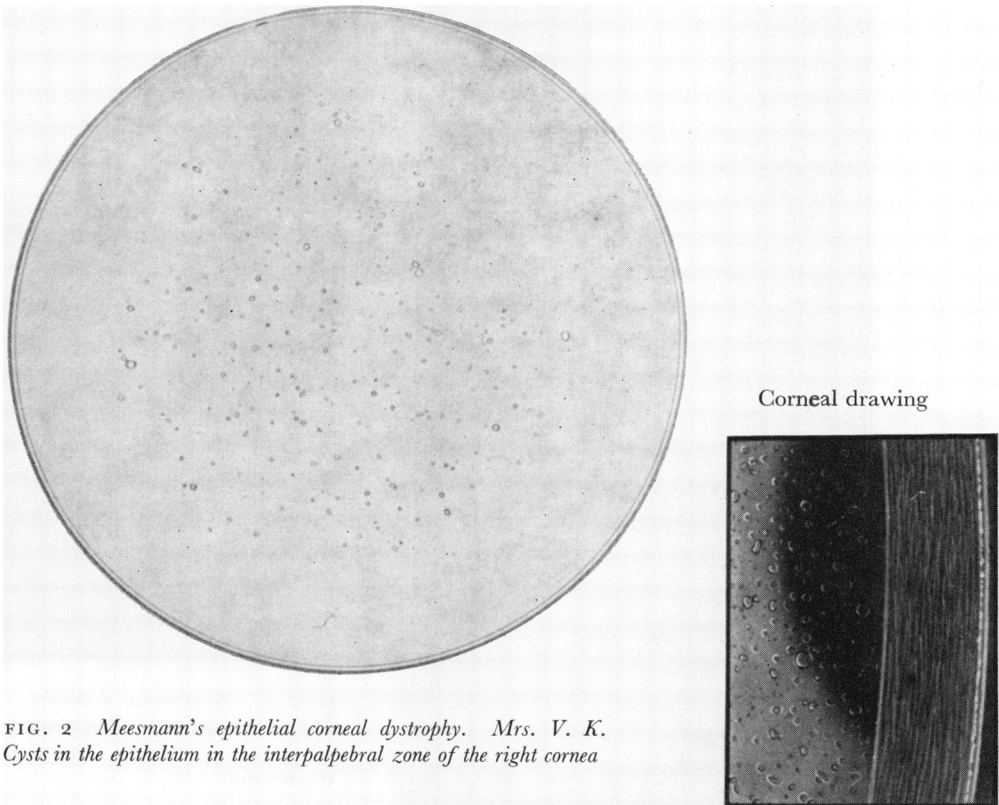 Corneal drawing
FIG. 2 Meesmann's epithelial corneal dystrophy. Mrs. V. K.
Cysts in the epithelium in the interpalpebral zone of the right cornea